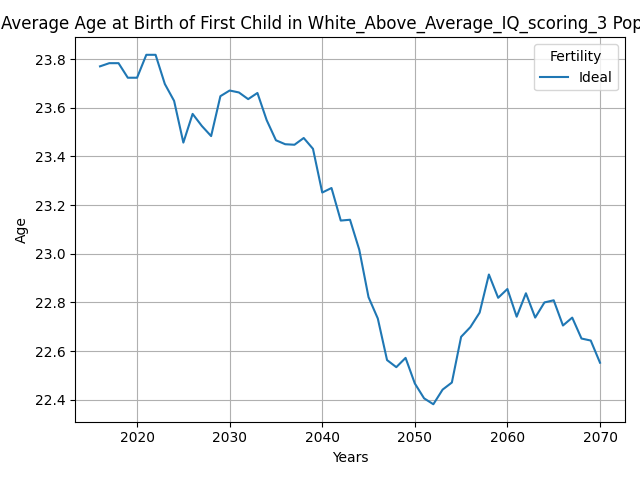 Average Age at Birth of First Child in White_Above_Average_IQ_scoring_3 Pop
Fertility
Ideal
23.8
23.6
23.4
23.2
23.0
22.8
22.6
22.4
Age
2020 2030 2040 2050 2060 2070
Years